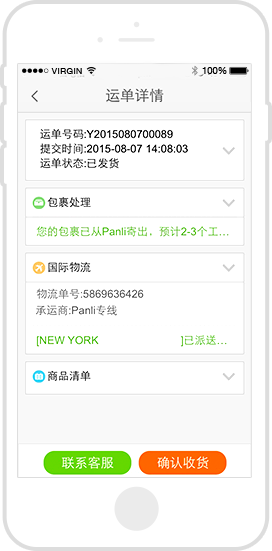 VIRGIN
100%
运单详情
运单号码:Y2015080700089
提交时间:2015-08-07 14:08:03
运单状态:已发货
包裹处理
您的包裹已从Panli寄出，预计2-3个工...
国际物流
物流单号:5869636426
承运商:Panli专线
[NEW YORK ]已派送...
商品清单
联系客服 确认收货